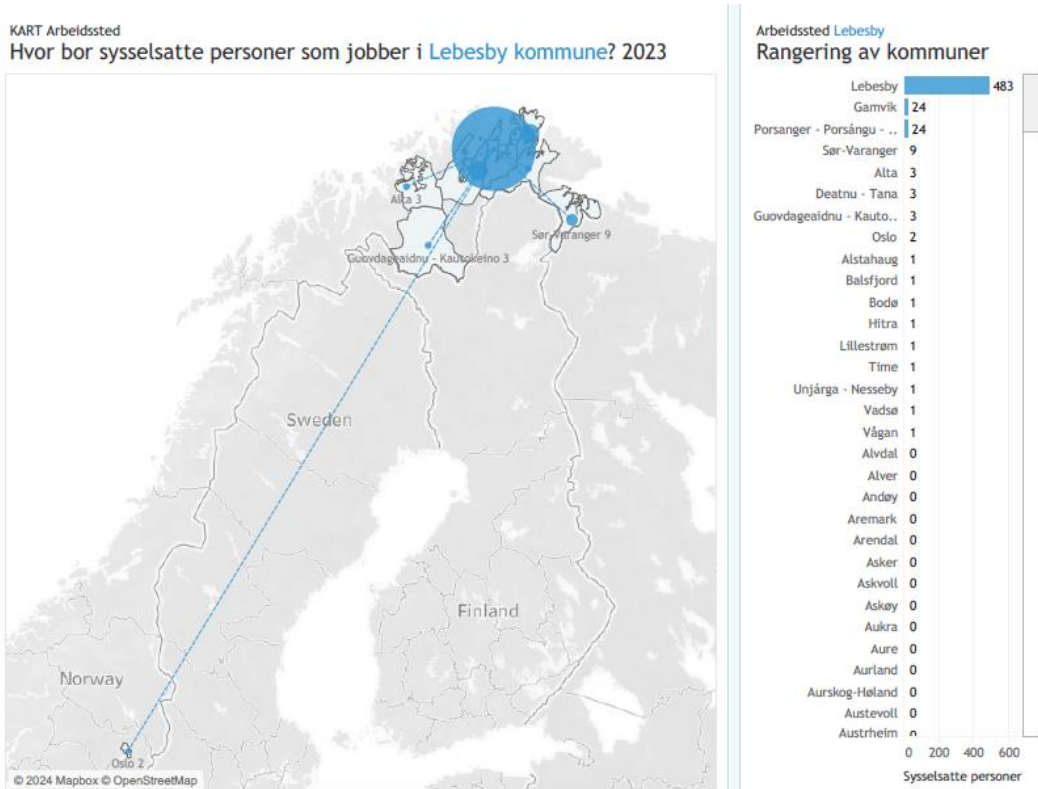 KART Arbeidssted
Hvor bor sysselsatte personer som jobber i Lebesby kommune? 2023
Alta 3
Sør-Varanger 9
Guovdageaidnu - Kautokeino 3
Sweden
Finland
Norway
Oslo 2
© 2024 Mapbox © OpenStreetMap
Arbeidssted Lebesby
Rangering av kommuner
Lebesby 483
Gamvik 24
Porsanger - Porsángu - .. 24
Sør-Varanger 9
Alta 3
Deatnu - Tana 3
Guovdageaidnu - Kauto.. 3
Oslo 2
Alstahaug 1
Balsfjord 1
Bodø 1
Hitra 1
Lillestrøm 1
Time 1
Unjárga - Nesseby 1
Vadsø 1
Vågan 1
Alvdal 0
Alver 0
Andøy 0
Aremark 0
Arendal 0
Asker 0
Askvoll 0
Askøy 0
Aukra 0
Aure 0
Aurland 0
Aurskog-Høland 0
Austevoll 0
Austrheim 0
0 200 400 600
Sysselsatte personer